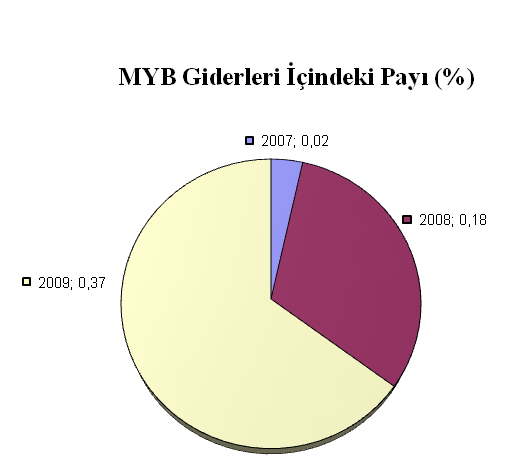 MYB Giderleri İçindeki Payı (%)
2007; 0,02
2008; 0,18
2009; 0,37